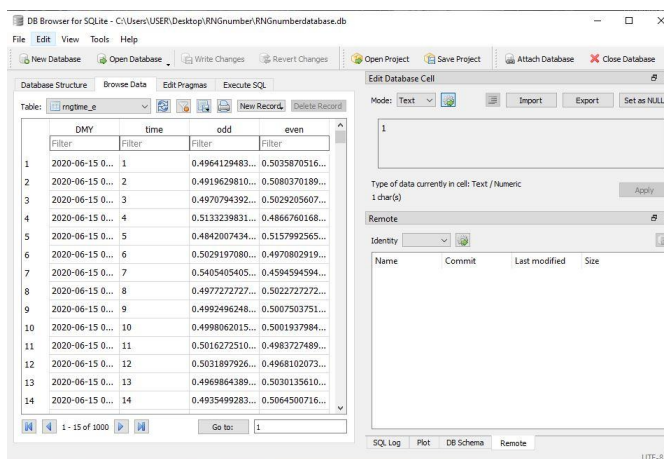 DB Browser for SQLite - C:\Users\USER\Desktop\RNGnumber\RNGnumberdatabase.db
File Edit View Tools Help
New Database Open Database Write Changes Revert Changes Open Project Save Project Attach Database Close Database
Database Structure Browse Data Edit Pragmas Execute SQL
Table: rngtime_e New Record Delete Record
DMY time odd even
Filter Filter Filter Filter
1 2020-06-15 0... 1 0.4964129483... 0.5035870516...
2 2020-06-15 0... 2 0.4919629810... 0.5080370189...
3 2020-06-15 0... 3 0.4970794392... 0.5029205607...
4 2020-06-15 0... 4 0.5133239831... 0.4866760168...
5 2020-06-15 0... 5 0.4842007434... 0.5157992565...
6 2020-06-15 0... 6 0.5029197080... 0.4970802919...
7 2020-06-15 0... 7 0.5405405405... 0.4594594594...
8 2020-06-15 0... 8 0.4977272727... 0.5022727272...
9 2020-06-15 0... 9 0.4992496248... 0.5007503751...
10 2020-06-15 0... 10 0.4998062015... 0.5001937984...
11 2020-06-15 0... 11 0.5016272510... 0.4983727489...
12 2020-06-15 0... 12 0.5031897926... 0.4968102073...
13 2020-06-15 0... 13 0.4969864389... 0.5030135610...
14 2020-06-15 0... 14 0.4935499283... 0.5064500716...
1 - 15 of 1000 Go to: 1
Edit Database Cell
Mode: Text Import Export Set as NULL
1
Type of data currently in cell: Text / Numeric
1 char(s)
Apply
Remote
Identity
Name Commit Last modified Size
SQL Log Plot DB Schema Remote
UTF-8